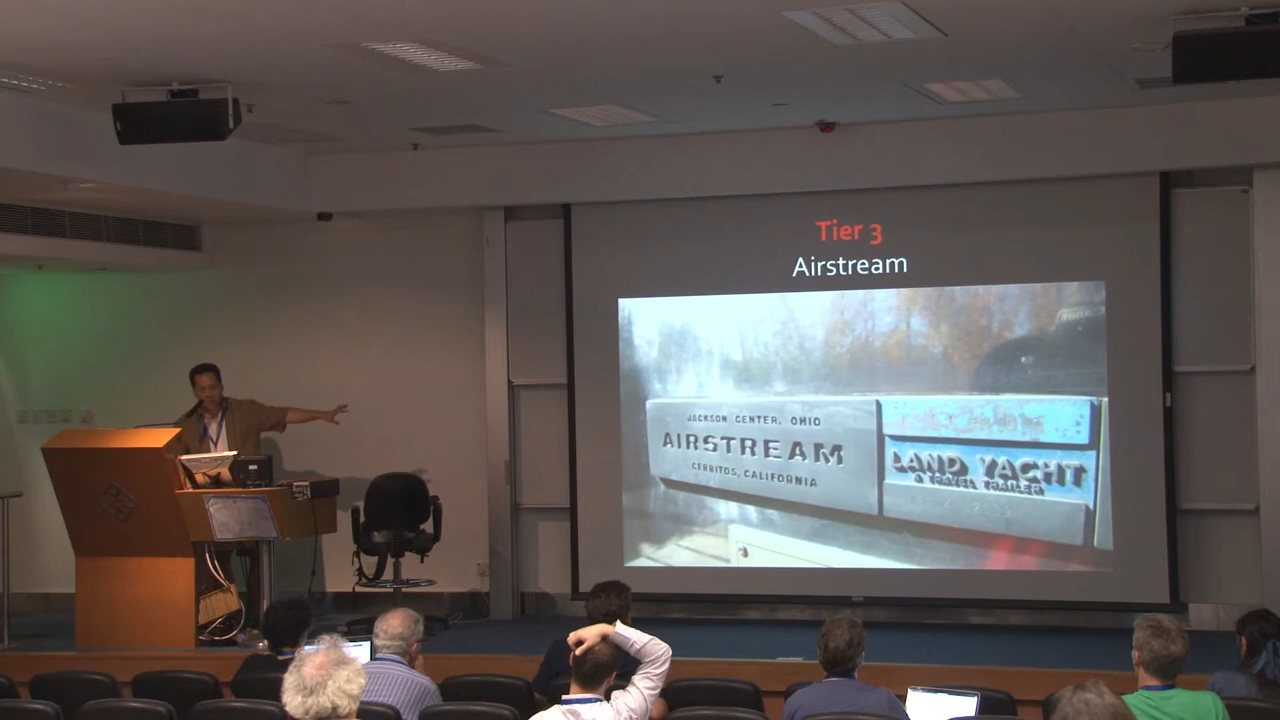 Tier 3
Airstream
JACKSON CENTER, OHIO
AIRSTREAM
CERRITOS, CALIFORNIA
LAND YACHT
A TRAVEL TRAILER